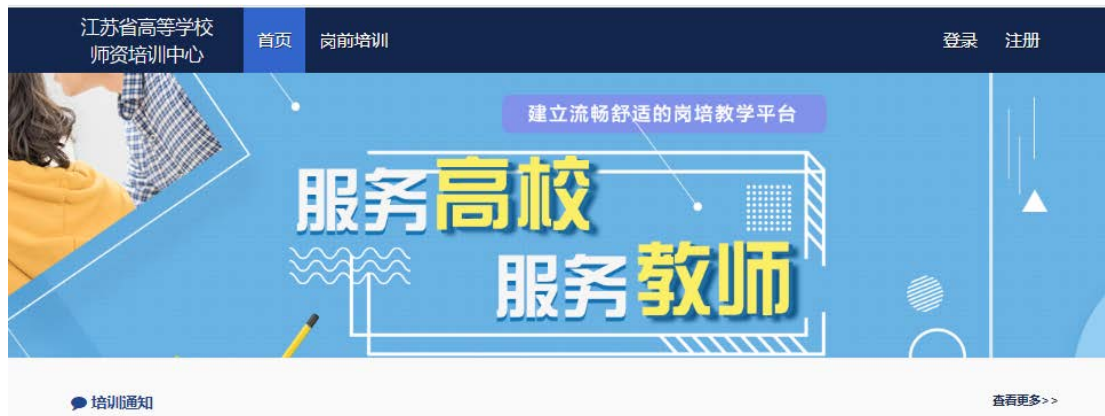 江苏省高等学校
师资培训中心
首页
岗前培训
登录
注册
建立流畅舒适的岗培教学平台
服务高校
服务教师
培训通知
查看更多>>